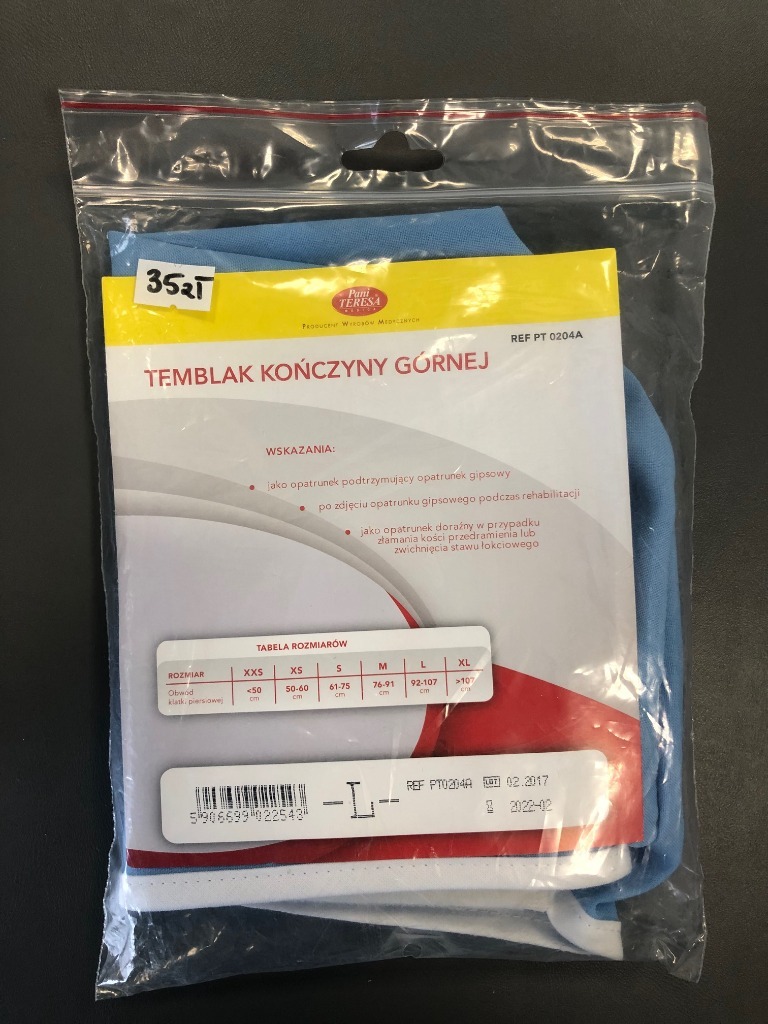 35zł
Pani
TERESA
MEDICA
PRODUCENT WYROBÓW MEDYCZNYCH
REF PT 0204A
TEMBLAK KOŃCZYNY GÓRNEJ
WSKAZANIA:
• jako opatrunek podtrzymujący opatrunek gipsowy
• po zdjęciu opatrunku gipsowego podczas rehabilitacji
• jako opatrunek doraźny w przypadku
złamania kości przedramienia lub
zwichnięcia stawu łokciowego
TABELA ROZMIARÓW
ROZMIAR XXS XS S M L XL
Obwód <50 50-60 61-75 76-91 92-107 >107
klatki piersiowej cm cm cm cm cm cm
5 906699 022543 --L-- REF PT0204A LOT 02.2017
2022-02